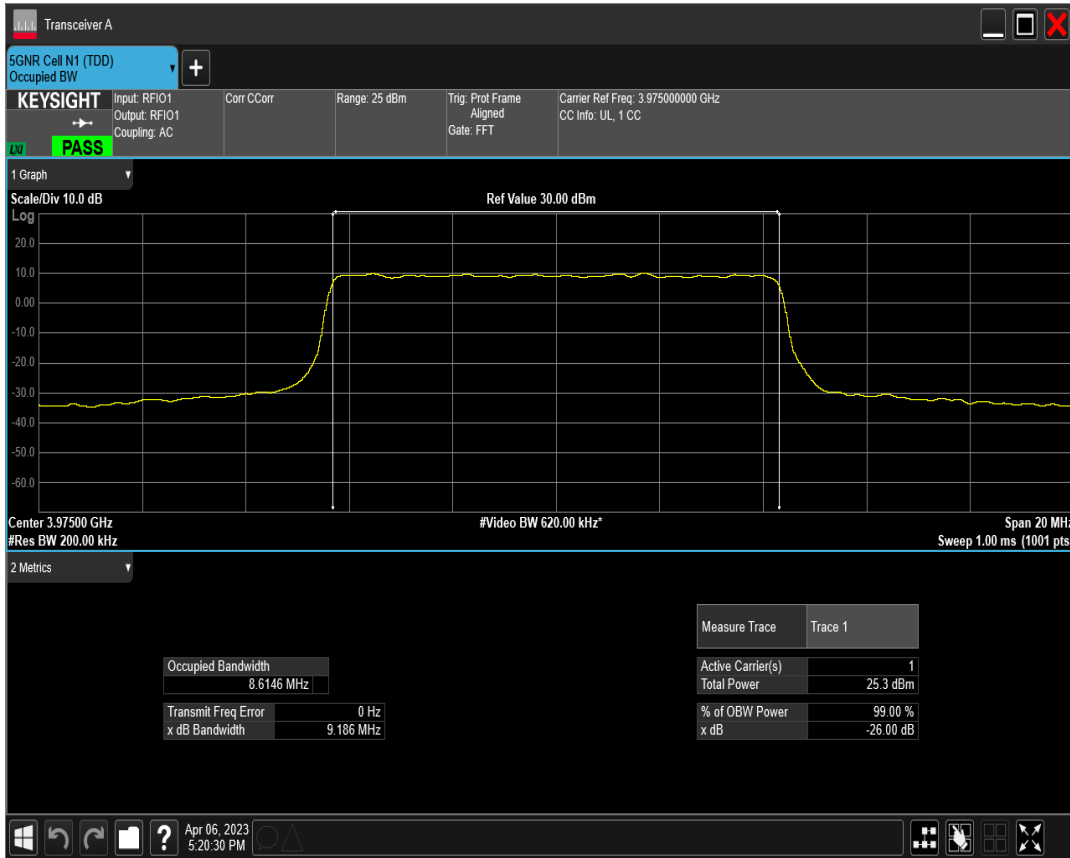 Transceiver A
5GNR Cell N1 (TDD)
Occupied BW
KEYSIGHT
LXI
PASS
Input: RFIO1
Output: RFIO1
Coupling: AC
Corr CCorr
Range: 25 dBm
Trig: Prot Frame
Aligned
Gate: FFT
Carrier Ref Freq: 3.975000000 GHz
CC Info: UL, 1 CC
1 Graph
Scale/Div 10.0 dB
Ref Value 30.00 dBm
Log
20.0
10.0
0.00
-10.0
-20.0
-30.0
-40.0
-50.0
-60.0
Center 3.97500 GHz
#Video BW 620.00 kHz*
Span 20 MHz
#Res BW 200.00 kHz
Sweep 1.00 ms (1001 pts
2 Metrics
Measure Trace Trace 1
Occupied Bandwidth
8.6146 MHz
Active Carrier(s) 1
Total Power 25.3 dBm
Transmit Freq Error 0 Hz
x dB Bandwidth 9.186 MHz
% of OBW Power 99.00 %
x dB -26.00 dB
?
Apr 06, 2023
5:20:30 PM